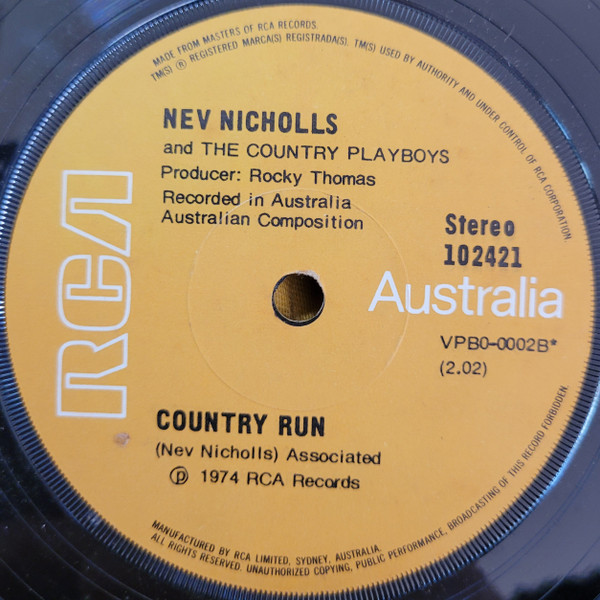 MADE FROM MASTERS OF RCA RECORDS.
TM(S) ® REGISTERED MARCA(S) REGISTRADA(S). TM(S) USED BY AUTHORITY AND UNDER CONTROL OF RCA CORPORATION.
NEV NICHOLLS
and THE COUNTRY PLAYBOYS
Producer: Rocky Thomas
Recorded in Australia
Australian Composition
Stereo
102421
RCA
Australia
VPB0-0002B*
(2.02)
COUNTRY RUN
(Nev Nicholls) Associated
℗ 1974 RCA Records
MANUFACTURED BY RCA LIMITED, SYDNEY, AUSTRALIA.
ALL RIGHTS RESERVED. UNAUTHORIZED COPYING, PUBLIC PERFORMANCE, BROADCASTING OF THIS RECORD FORBIDDEN.